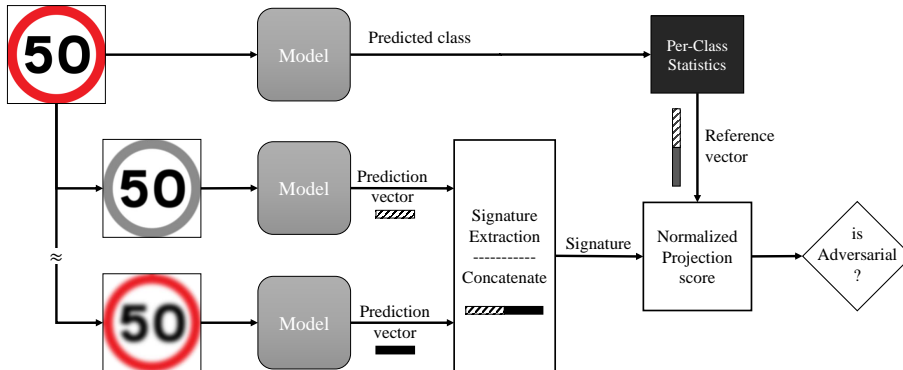 50
Model
Predicted class
Per-Class
Statistics
Reference
vector
50
Model
Prediction
vector
Signature
Extraction
-----------
Concatenate
Signature
Normalized
Projection
score
is
Adversarial
?
≈
50
Model
Prediction
vector